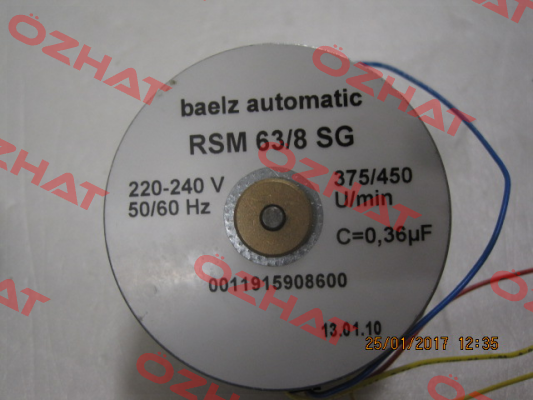 baelz automatic
RSM 63/8 SG
220-240 V
50/60 Hz
375/450
U/min
C=0,36µF
0011915908600
13.01.10
25/01/2017 12:35
ÖZHAT
ÖZHAT
ÖZHAT
ÖZHAT
ÖZHAT
ÖZHAT